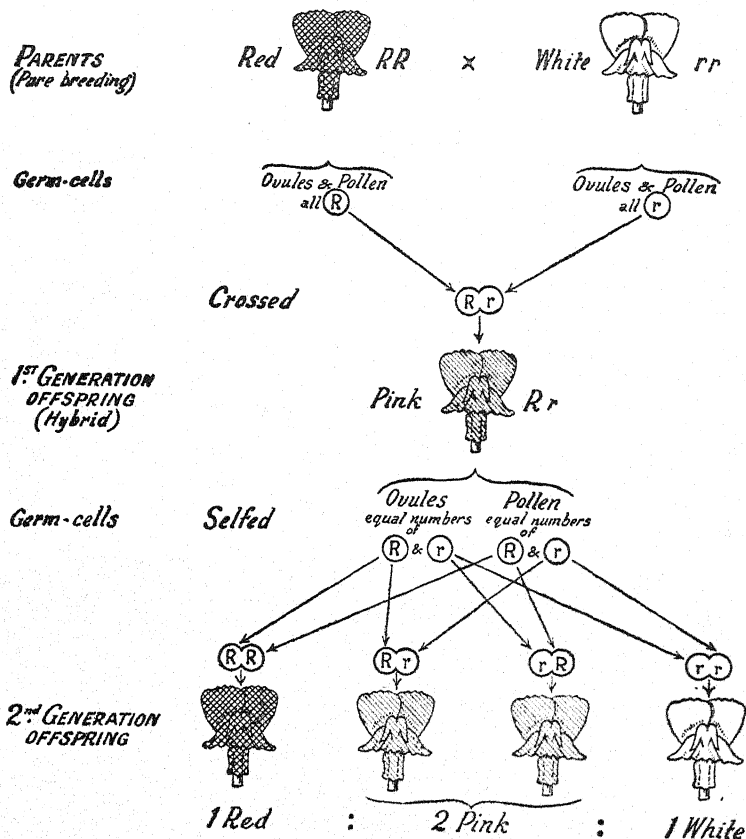 PARENTS
(Pare breeding)
Red RR x White rr
Germ-cells
Ovules & Pollen
all R
Ovules & Pollen
all r
Crossed
R r
1ST GENERATION
OFFSPRING
(Hybrid)
Pink Rr
Germ-cells
Selfed
Ovules
equal numbers
of
R & r
Pollen
equal numbers
of
R & r
R R
R r
r R
r r
2nd GENERATION
OFFSPRING
1 Red : 2 Pink : 1 White